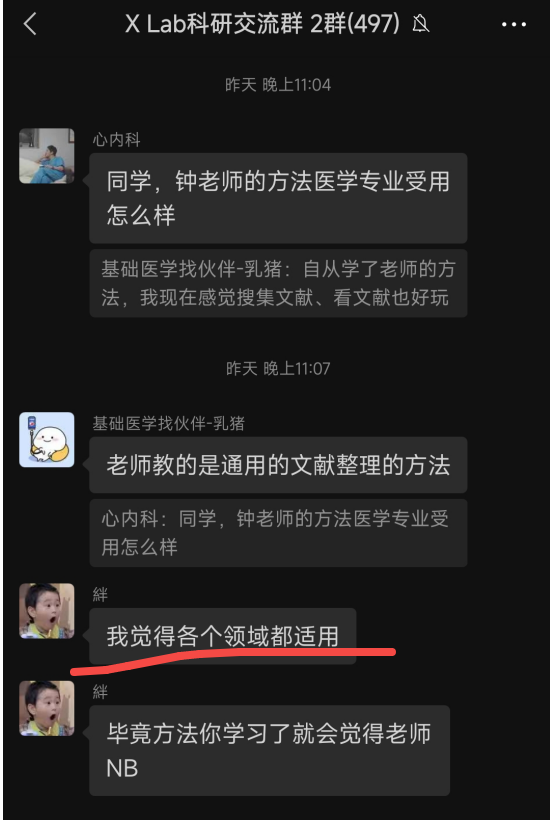 X Lab科研交流群 2群(497)
昨天 晚上11:04
心内科
同学，钟老师的方法医学专业受用
怎么样
基础医学找伙伴-乳猪：自从学了老师的方
法，我现在感觉搜集文献、看文献也好玩
昨天 晚上11:07
基础医学找伙伴-乳猪
老师教的是通用的文献整理的方法
心内科：同学，钟老师的方法医学专业受
用怎么样
絆
我觉得各个领域都适用
絆
毕竟方法你学习了就会觉得老师
NB